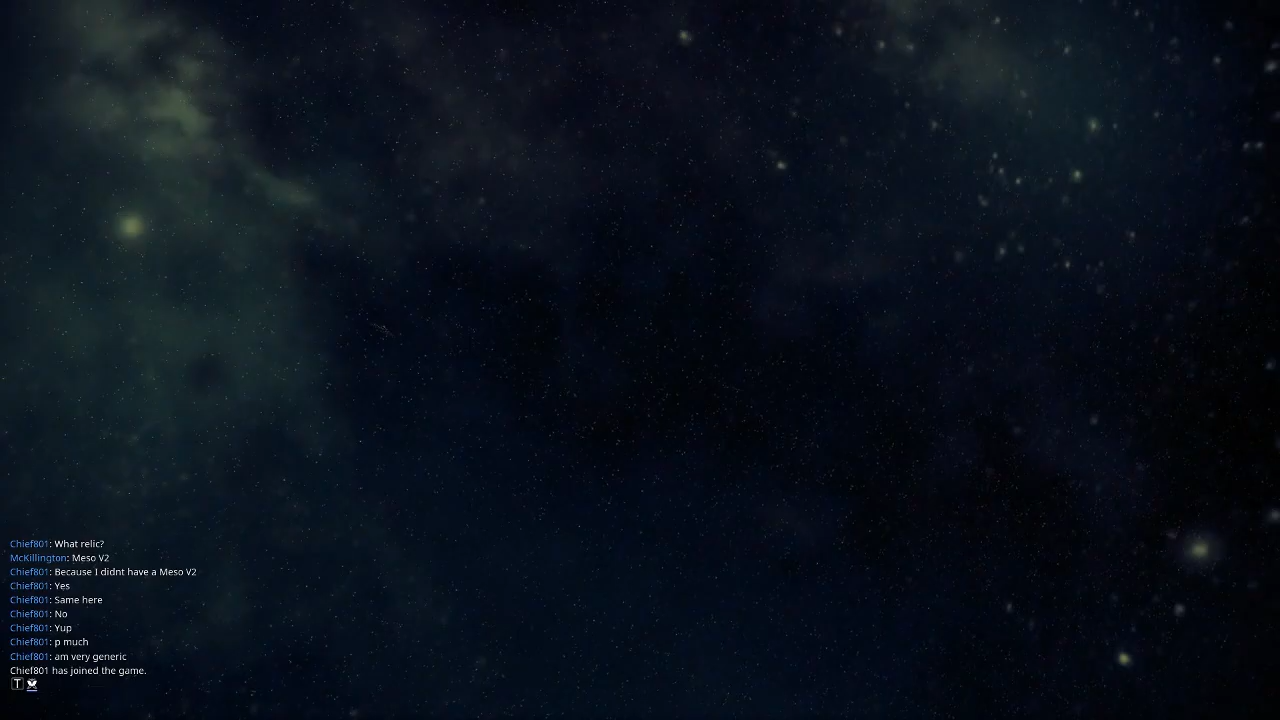 Chief801: What relic?
McKillington: Meso V2
Chief801: Because I didnt have a Meso V2
Chief801: Yes
Chief801: Same here
Chief801: No
Chief801: Yup
Chief801: p much
Chief801: am very generic
Chief801 has joined the game.
T